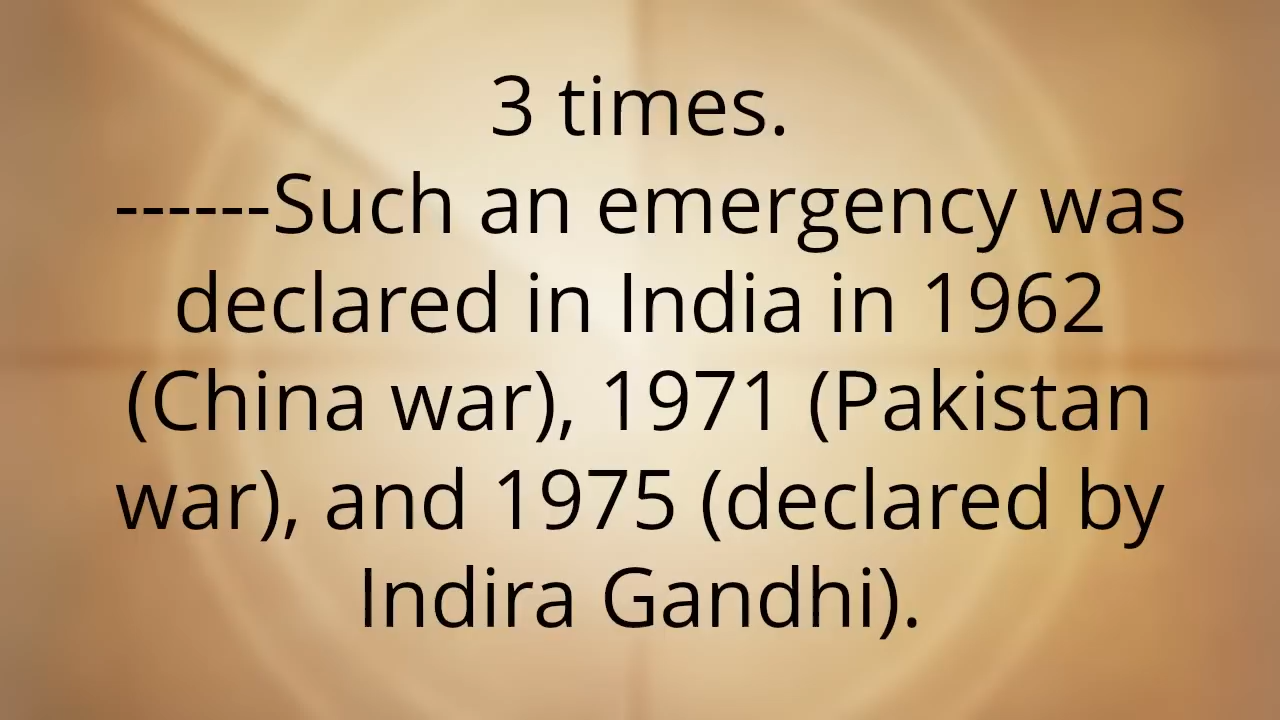 3 times.
------Such an emergency was
declared in India in 1962
(China war), 1971 (Pakistan
war), and 1975 (declared by
Indira Gandhi).